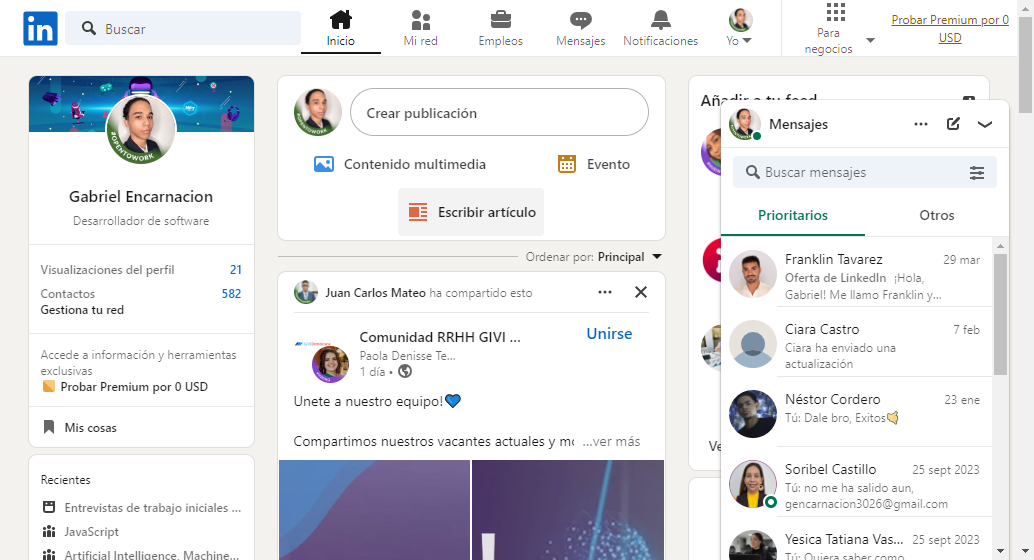 in
Buscar
Inicio
Mi red
Empleos
Mensajes
Notificaciones
Yo
Para
negocios
Probar Premium por 0
USD
#OPENTOWORK
Gabriel Encarnacion
Desarrollador de software
Visualizaciones del perfil 21
Contactos 582
Gestiona tu red
Accede a información y herramientas
exclusivas
Probar Premium por 0 USD
Mis cosas
Recientes
Entrevistas de trabajo iniciales ...
JavaScript
Artificial Intelligence, Machine...
Crear publicación
Contenido multimedia
Evento
Escribir artículo
Ordenar por: Principal
Juan Carlos Mateo ha compartido esto
Comunidad RRHH GIVI ...
Unirse
Paola Denisse Te...
1 día •
Unete a nuestro equipo!💙
Compartimos nuestros vacantes actuales y mo ...ver más
Añadir a tu feed
Ve
Mensajes
Buscar mensajes
Prioritarios
Otros
Franklin Tavarez 29 mar
Oferta de LinkedIn ¡Hola,
Gabriel! Me llamo Franklin y...
Ciara Castro 7 feb
Ciara ha enviado una
actualización
Néstor Cordero 23 ene
Tú: Dale bro, Exitos
Soribel Castillo 25 sept 2023
Tú: no me ha salido aun,
gencarnacion3026@gmail.com
Yesica Tatiana Vas... 25 sept 2023
Tú: Quiera saber como